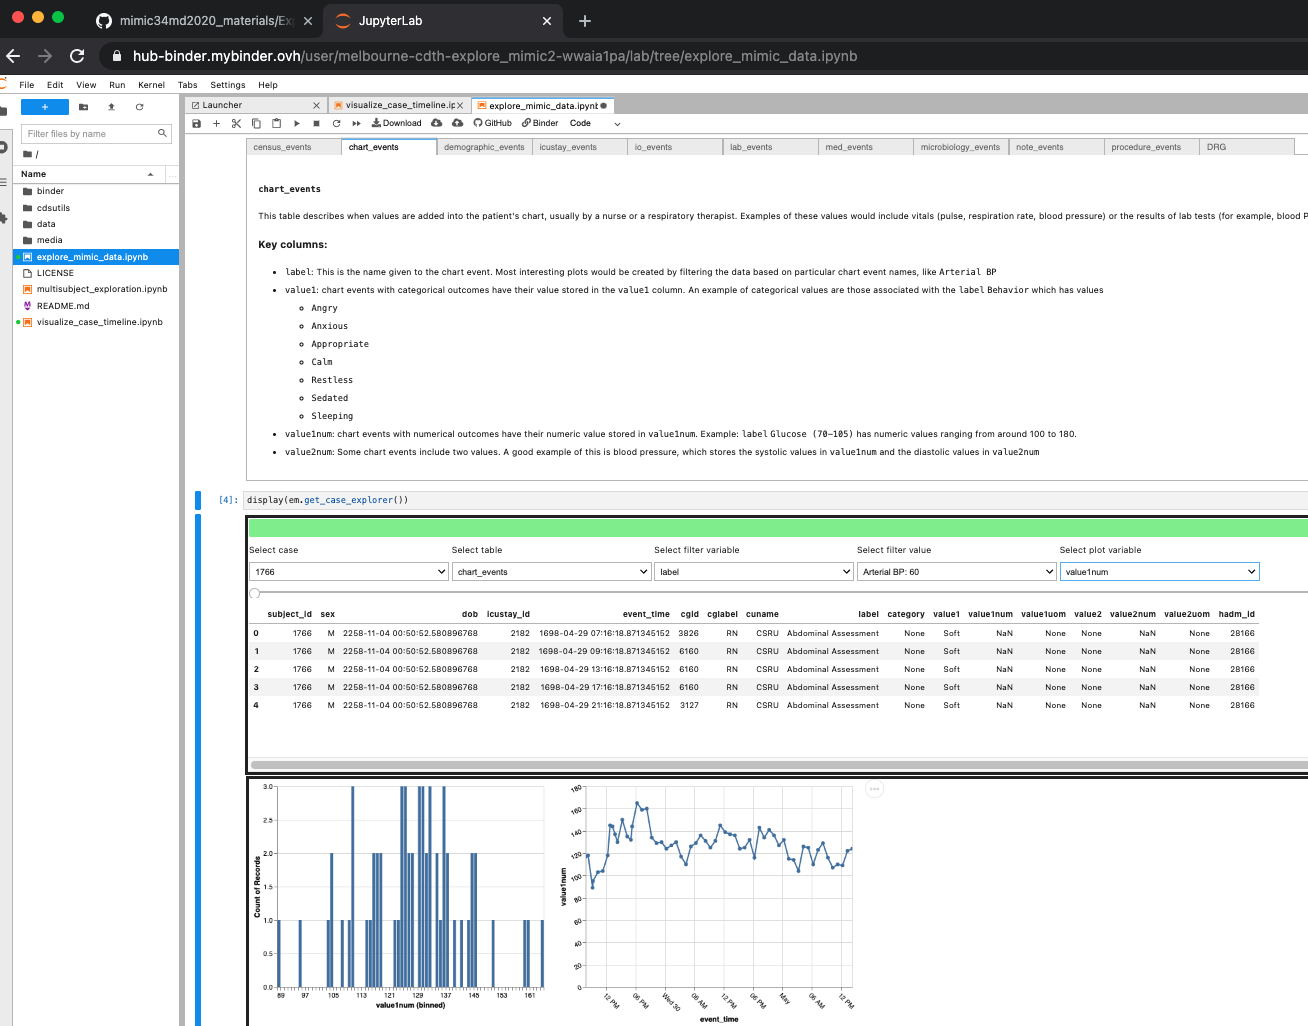 mimic34md2020_materials/Ex
JupyterLab
hub-binder.mybinder.ovh/user/melbourne-cdth-explore_mimic2-wwaia1pa/lab/tree/explore_mimic_data.ipynb
File Edit View Run Kernel Tabs Settings Help
Launcher
visualize_case_timeline.ip
explore_mimic_data.ipynb
Download GitHub Binder Code
Filter files by name
/
Name
binder
cdsutils
data
media
explore_mimic_data.ipynb
LICENSE
multisubject_exploration.ipynb
README.md
visualize_case_timeline.ipynb
census_events chart_events demographic_events icustay_events io_events lab_events med_events microbiology_events note_events procedure_events DRG
chart_events
This table describes when values are added into the patient's chart, usually by a nurse or a respiratory therapist. Examples of these values would include vitals (pulse, respiration rate, blood pressure) or the results of lab tests (for example, blood P
Key columns:
label: This is the name given to the chart event. Most interesting plots would be created by filtering the data based on particular chart event names, like Arterial BP
value1: chart events with categorical outcomes have their value stored in the value1 column. An example of categorical values are those associated with the label Behavior which has values
Angry
Anxious
Appropriate
Calm
Restless
Sedated
Sleeping
value1num: chart events with numerical outcomes have their numeric value stored in value1num. Example: label Glucose (70-105) has numeric values ranging from around 100 to 180.
value2num: Some chart events include two values. A good example of this is blood pressure, which stores the systolic values in value1num and the diastolic values in value2num
[4]: display(em.get_case_explorer())
Select case Select table Select filter variable Select filter value Select plot variable
1766 chart_events label Arterial BP: 60 value1num
subject_id sex dob icustay_id event_time cgid cglabel cuname label category value1 value1num value1uom value2 value2num value2uom hadm_id
0 1766 M 2258-11-04 00:50:52.580896768 2182 1698-04-29 07:16:18.871345152 3826 RN CSRU Abdominal Assessment None Soft NaN None None NaN None 28166
1 1766 M 2258-11-04 00:50:52.580896768 2182 1698-04-29 09:16:18.871345152 6160 RN CSRU Abdominal Assessment None Soft NaN None None NaN None 28166
2 1766 M 2258-11-04 00:50:52.580896768 2182 1698-04-29 13:16:18.871345152 6160 RN CSRU Abdominal Assessment None Soft NaN None None NaN None 28166
3 1766 M 2258-11-04 00:50:52.580896768 2182 1698-04-29 17:16:18.871345152 6160 RN CSRU Abdominal Assessment None Soft NaN None None NaN None 28166
4 1766 M 2258-11-04 00:50:52.580896768 2182 1698-04-29 21:16:18.871345152 3127 RN CSRU Abdominal Assessment None Soft NaN None None NaN None 28166
3.0
2.5
2.0
1.5
1.0
0.5
0.0
Count of Records
89 97 105 113 121 129 137 145 153 161
value1num (binned)
180
160
140
120
100
80
60
40
20
0
value1num
12 PM 06 PM Wed 30 06 AM 12 PM 06 PM May 06 AM 12 PM
event_time